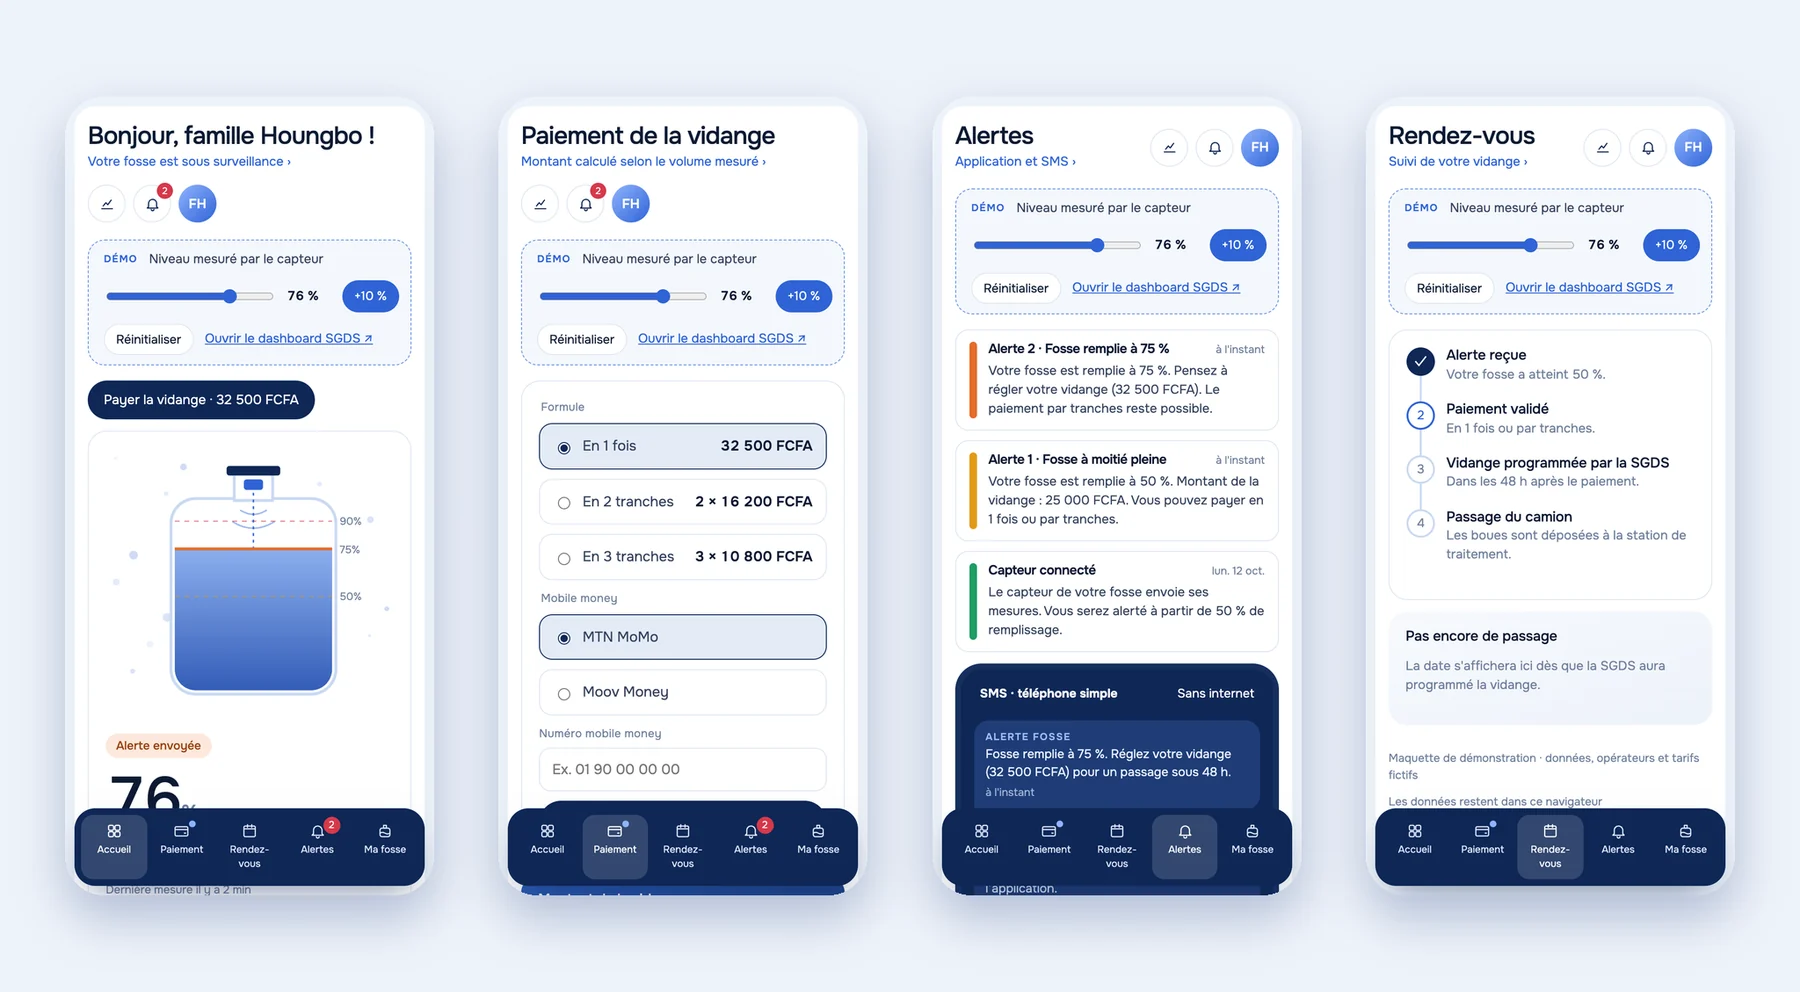 Bonjour, famille Houngbo !
Votre fosse est sous surveillance ›
2
FH
DÉMO Niveau mesuré par le capteur
76 % +10 %
Réinitialiser Ouvrir le dashboard SGDS ↗
Payer la vidange · 32 500 FCFA
90%
75%
50%
Alerte envoyée
76 %
Accueil Paiement Rendez-vous 2 Alertes Ma fosse
Dernière mesure il y a 2 min
Paiement de la vidange
Montant calculé selon le volume mesuré ›
2
FH
DÉMO Niveau mesuré par le capteur
76 % +10 %
Réinitialiser Ouvrir le dashboard SGDS ↗
Formule
En 1 fois 32 500 FCFA
En 2 tranches 2 × 16 200 FCFA
En 3 tranches 3 × 10 800 FCFA
Mobile money
MTN MoMo
Moov Money
Numéro mobile money
Ex. 01 90 00 00 00
Accueil Paiement Rendez-vous 2 Alertes Ma fosse
Alertes
Application et SMS ›
FH
DÉMO Niveau mesuré par le capteur
76 % +10 %
Réinitialiser Ouvrir le dashboard SGDS ↗
Alerte 2 · Fosse remplie à 75 % à l'instant
Votre fosse est remplie à 75 %. Pensez à
régler votre vidange (32 500 FCFA). Le
paiement par tranches reste possible.
Alerte 1 · Fosse à moitié pleine à l'instant
Votre fosse est remplie à 50 %. Montant de la
vidange : 25 000 FCFA. Vous pouvez payer en
1 fois ou par tranches.
Capteur connecté lun. 12 oct.
Le capteur de votre fosse envoie ses
mesures. Vous serez alerté à partir de 50 % de
remplissage.
SMS · téléphone simple Sans internet
ALERTE FOSSE
Fosse remplie à 75 %. Réglez votre vidange
(32 500 FCFA) pour un passage sous 48 h.
à l'instant
Accueil Paiement Rendez-vous Alertes Ma fosse
l'application.
Rendez-vous
Suivi de votre vidange ›
FH
DÉMO Niveau mesuré par le capteur
76 % +10 %
Réinitialiser Ouvrir le dashboard SGDS ↗
Alerte reçue
Votre fosse a atteint 50 %.
2 Paiement validé
En 1 fois ou par tranches.
3 Vidange programmée par la SGDS
Dans les 48 h après le paiement.
4 Passage du camion
Les boues sont déposées à la station de
traitement.
Pas encore de passage
La date s'affichera ici dès que la SGDS aura
programmé la vidange.
Maquette de démonstration · données, opérateurs et tarifs
fictifs
Les données restent dans ce navigateur
Accueil Paiement Rendez-vous Alertes Ma fosse